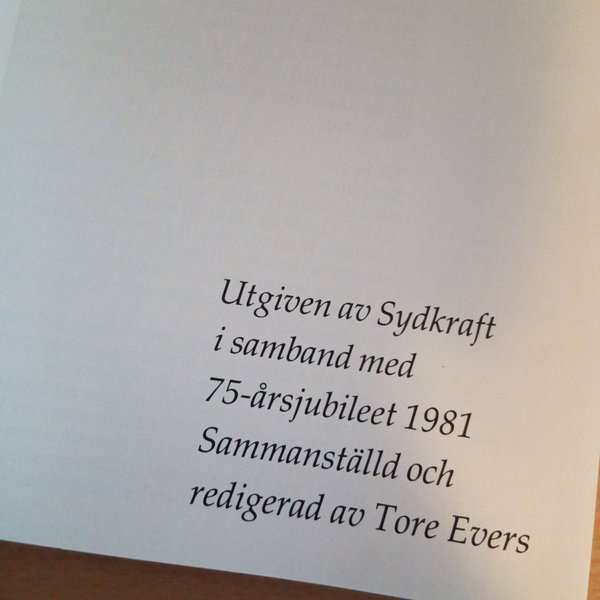 Utgiven av Sydkraft
i samband med
75-årsjubileet 1981
Sammanställd och
redigerad av Tore Evers